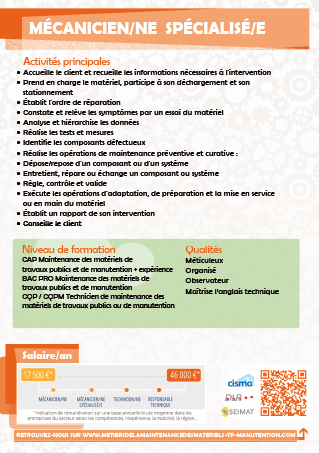 MÉCANICIEN/NE SPÉCIALISÉ/E
Activités principales
• Accueille le client et recueille les informations nécessaires à l'intervention
• Prend en charge le matériel, participe à son déchargement et son
stationnement
• Établit l'ordre de réparation
• Constate et relève les symptômes par un essai du matériel
• Analyse et hiérarchise les données
• Réalise les tests et mesures
• Identifie les composants défectueux
• Réalise les opérations de maintenance préventive et curative :
• Dépose/repose d'un composant ou d'un système
• Entretient, répare ou échange un composant ou système
• Règle, contrôle et valide
• Exécute les opérations d'adaptation, de préparation et la mise en service
ou en main du matériel
• Établit un rapport de son intervention
• Conseille le client
Niveau de formation
CAP Maintenance des matériels de
travaux publics et de manutention + expérience
BAC PRO Maintenance des matériels de
travaux publics et de manutention
CQP / CQPM Technicien de maintenance des
matériels de travaux publics ou de manutention
Qualités
Méticuleux
Organisé
Observateur
Maîtrise l'anglais technique
Salaire/an
17 500 €*
46 000 €*
MÉCANICIEN/NE
MÉCANICIEN/NE
SPÉCIALISÉ/E
TECHNICIEN/NE
RESPONSABLE
TECHNIQUE
*Indication de rémunération sur une base annuelle brute moyenne dans les
entreprises du secteur selon les compétences, l'expérience, la mobilité, la région...
cisma
DLR
SEIMAT
RETROUVEZ-NOUS SUR WWW.METIERDELAMAINTENANCEDEMATERIELS-TP-MANUTENTION.COM